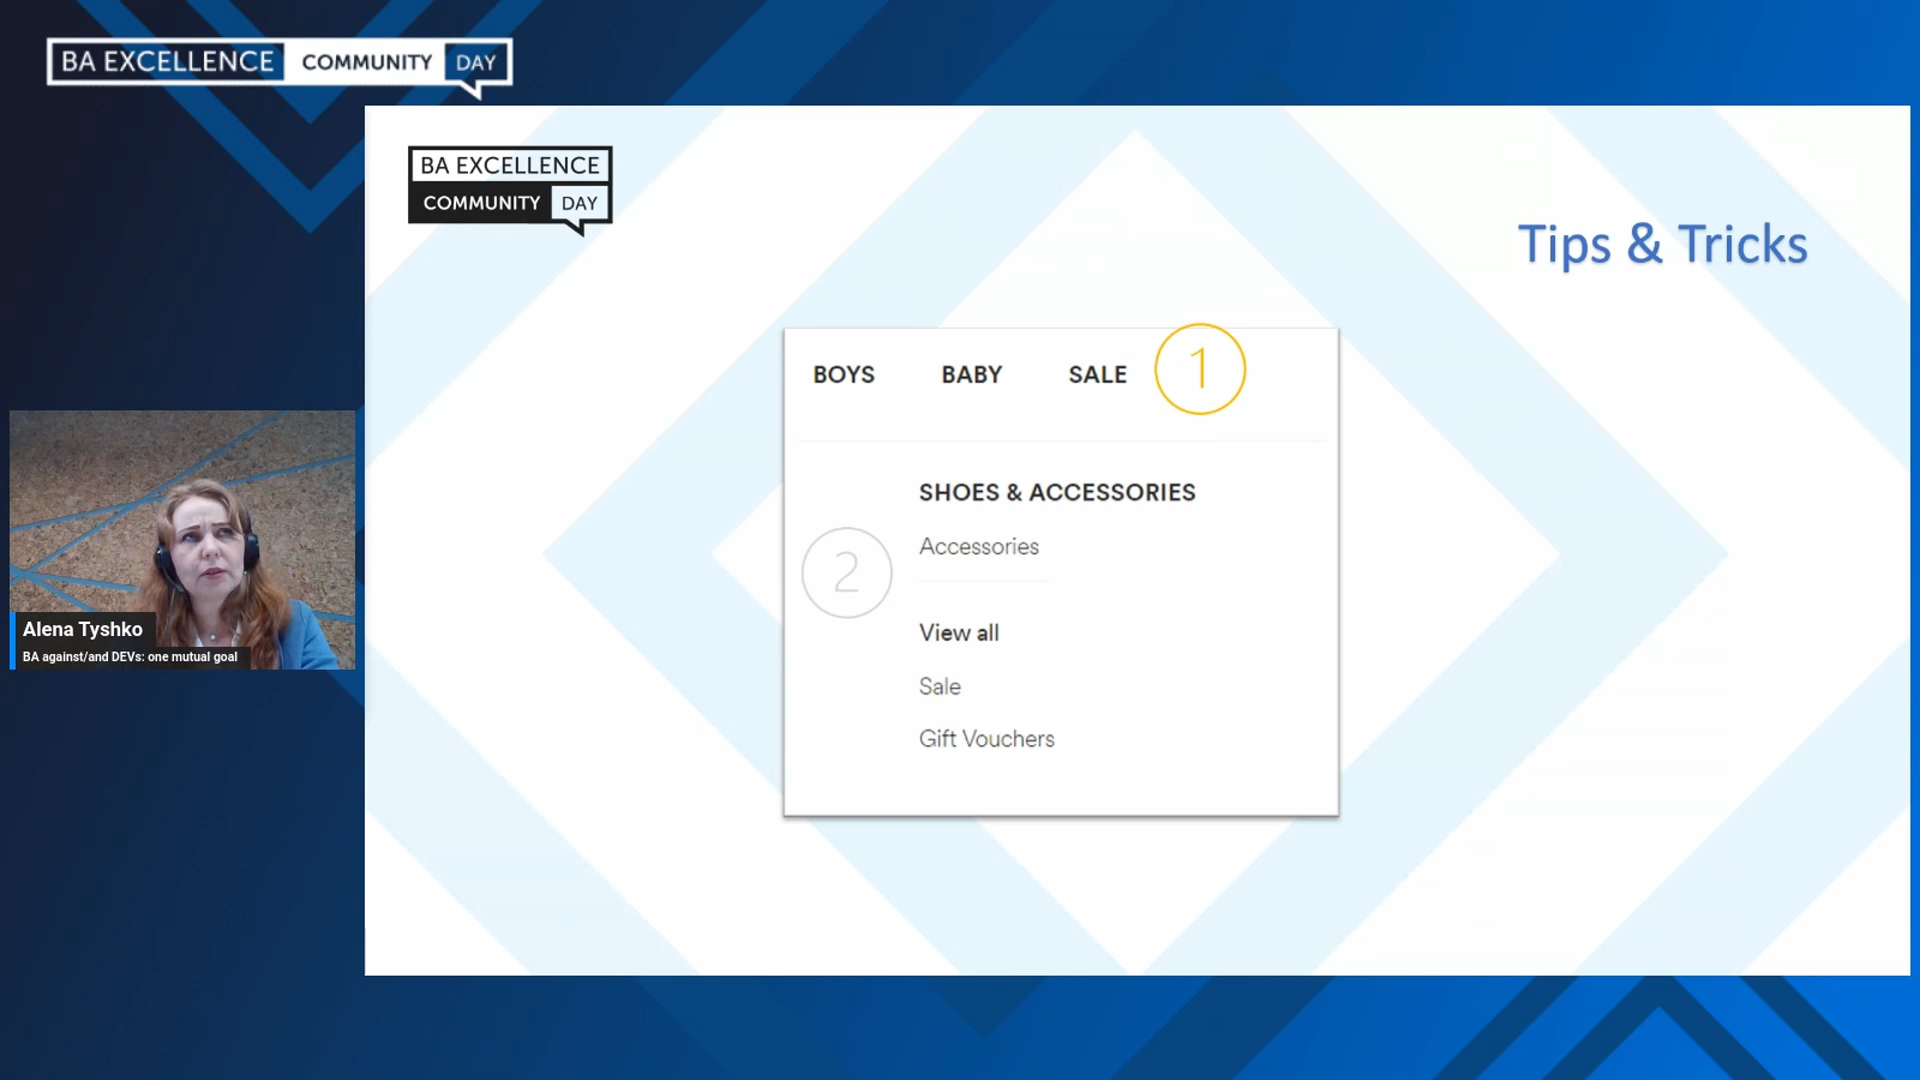 BA EXCELLENCE COMMUNITY DAY
BA EXCELLENCE
COMMUNITY DAY
Tips & Tricks
BOYS BABY SALE 1
SHOES & ACCESSORIES
Accessories
2
View all
Sale
Gift Vouchers
Alena Tyshko
BA against/and DEVs: one mutual goal